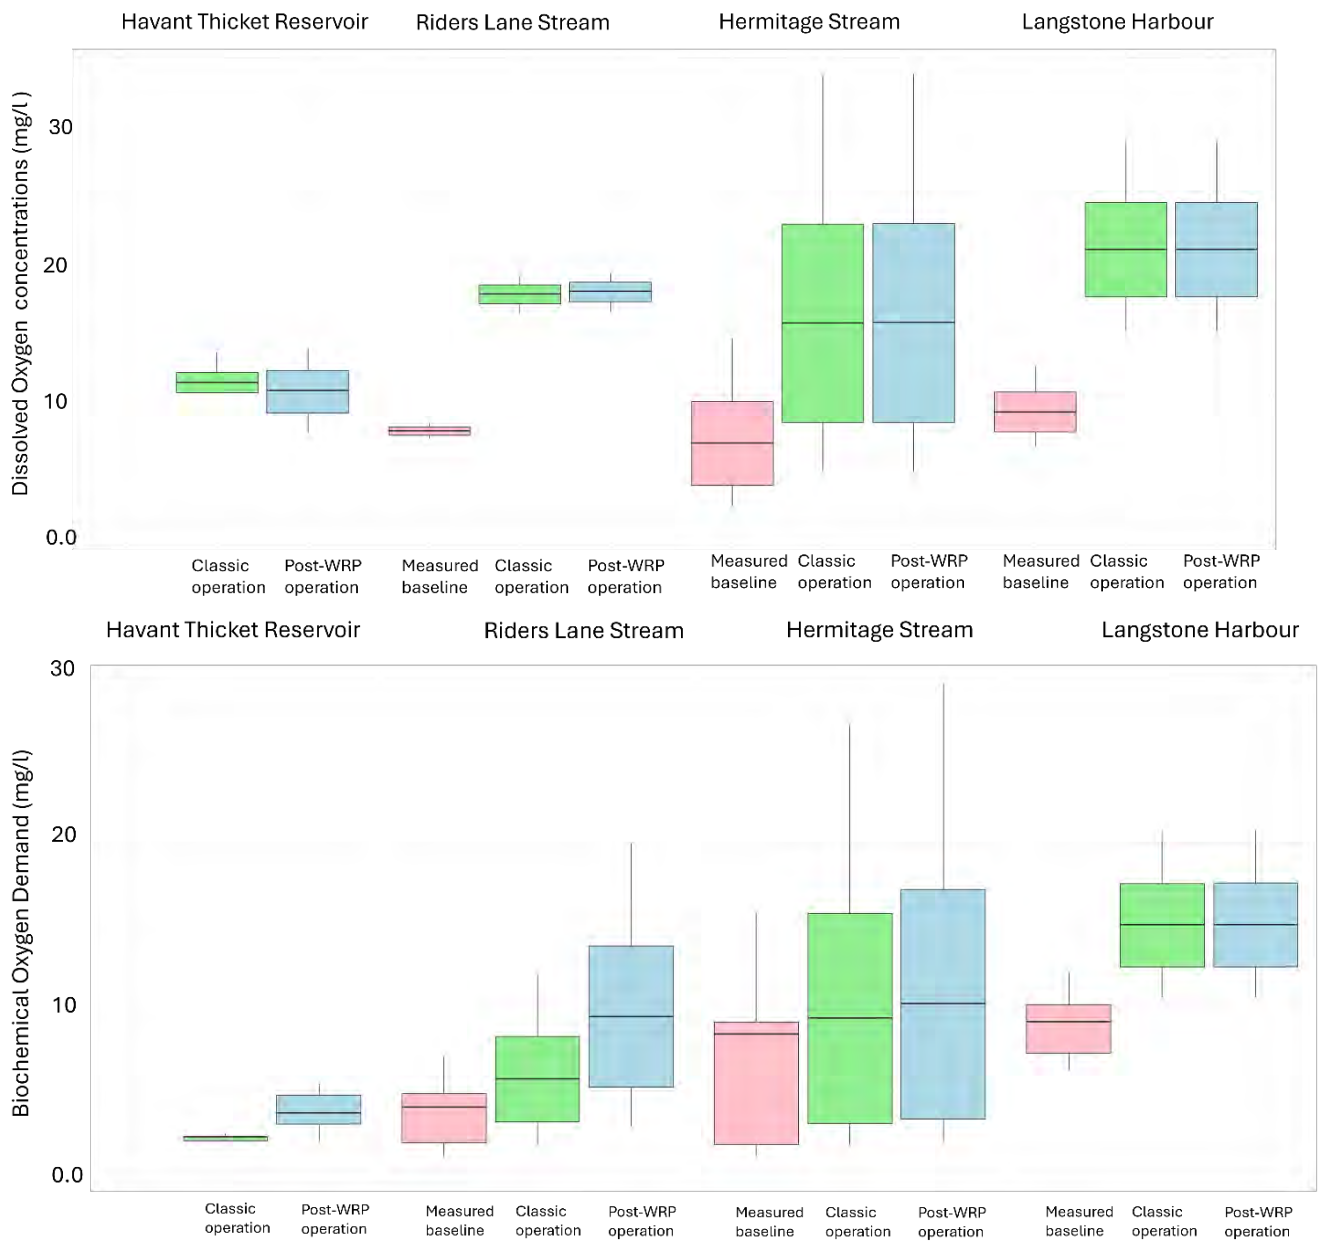 Havant Thicket Reservoir Riders Lane Stream Hermitage Stream Langstone Harbour
Dissolved Oxygen concentrations (mg/l )
30
20
10
0.0
Classic operation
Post-WRP operation
Measured baseline
Classic operation
Post-WRP operation
Measured baseline
Classic operation
Post-WRP operation
Measured baseline
Classic operation
Post-WRP operation
Havant Thicket Reservoir Riders Lane Stream Hermitage Stream Langstone Harbour
Biochemical Oxygen Demand (mg/l)
30
20
10
0.0
Classic operation
Post-WRP operation
Measured baseline
Classic operation
Post-WRP operation
Measured baseline
Classic operation
Post-WRP operation
Measured baseline
Classic operation
Post-WRP operation